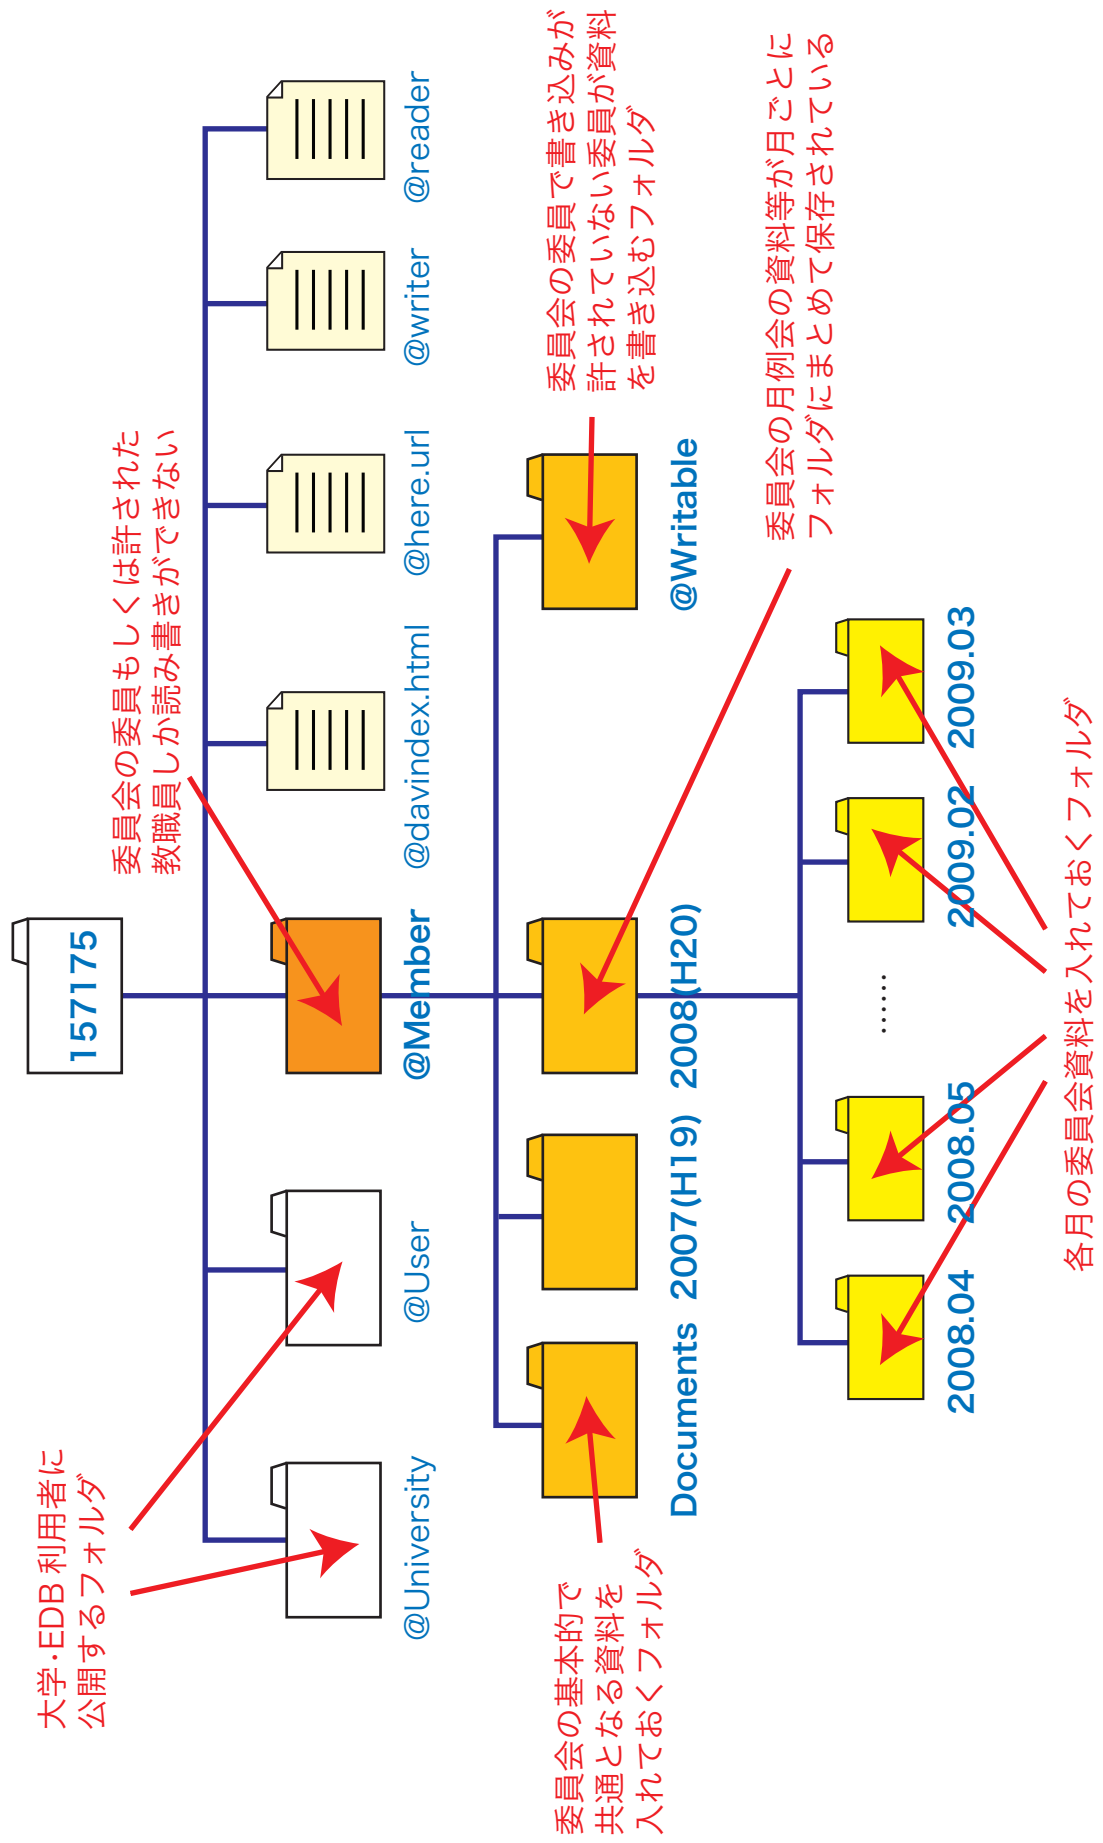 157175
大学・EDB 利用者に
公開するフォルダ
委員会の委員もしくは許された
教職員しか読み書きができない
@University
@User
@Member
@davindex.html
@here.url
@writer
@reader
委員会の基本的で
共通となる資料を
入れておくフォルダ
委員会の委員で書き込みが
許されていない委員が資料
を書き込むフォルダ
Documents
2007(H19)
2008(H20)
@Writable
委員会の月例会の資料等が月ごとに
フォルダにまとめて保存されている
2008.04
2008.05
......
2009.02
2009.03
各月の委員会資料を入れておくフォルダ